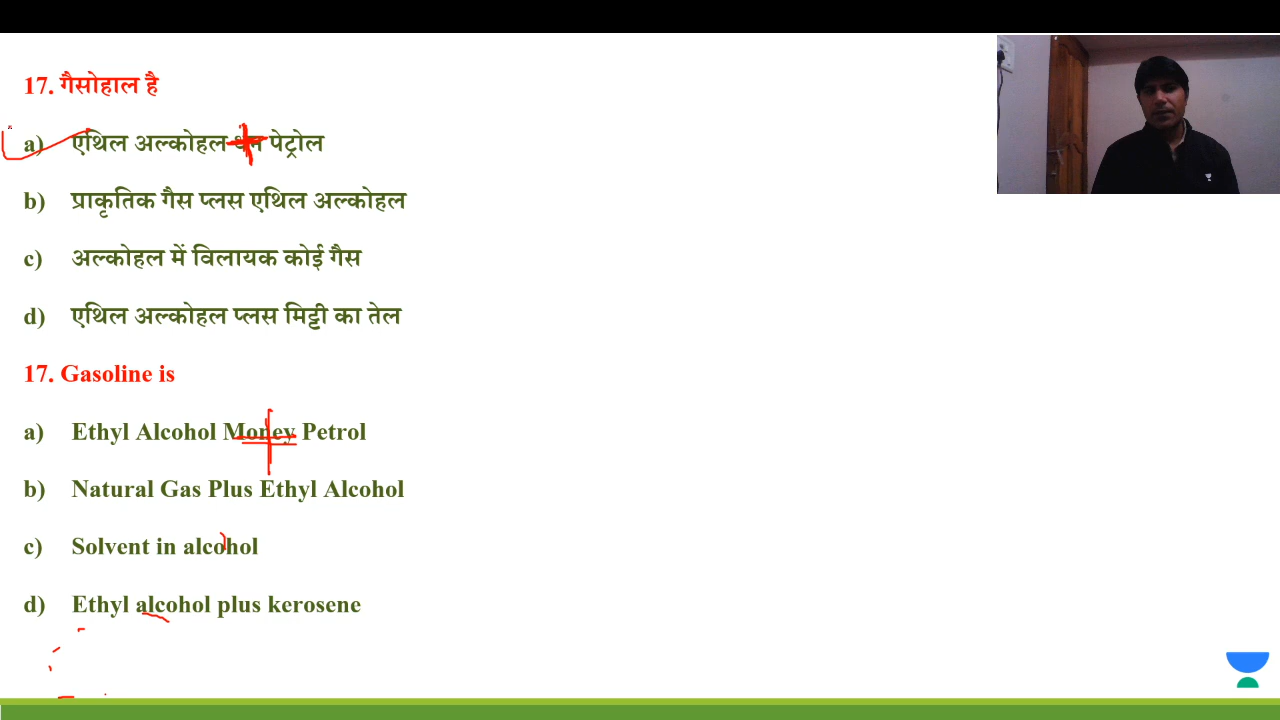 17. गैसोहाल है
a) एथिल अल्कोहल धन पेट्रोल
b) प्राकृतिक गैस प्लस एथिल अल्कोहल
c) अल्कोहल में विलायक कोई गैस
d) एथिल अल्कोहल प्लस मिट्टी का तेल
17. Gasoline is
a) Ethyl Alcohol Money Petrol
b) Natural Gas Plus Ethyl Alcohol
c) Solvent in alcohol
d) Ethyl alcohol plus kerosene